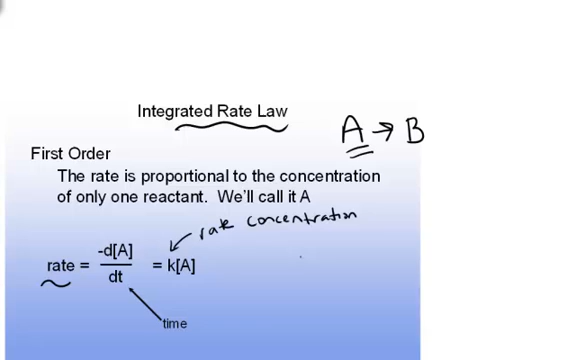 Integrated Rate Law
A → B
First Order
The rate is proportional to the concentration
of only one reactant. We'll call it A
rate concentration
rate = -d[A]/dt = k[A]
time